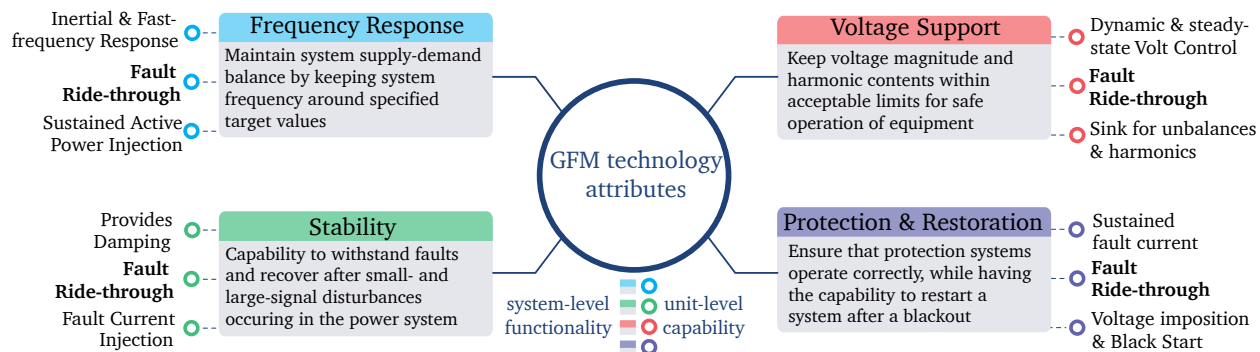 Inertial & Fast-
frequency Response
Fault
Ride-through
Sustained Active
Power Injection
Frequency Response
Maintain system supply-demand
balance by keeping system
frequency around specified
target values
Voltage Support
Keep voltage magnitude and
harmonic contents within
acceptable limits for safe
operation of equipment
Dynamic & steady-
state Volt Control
Fault
Ride-through
Sink for unbalances
& harmonics
GFM technology
attributes
Provides
Damping
Fault
Ride-through
Fault Current
Injection
Stability
Capability to withstand faults
and recover after small- and
large-signal disturbances
occuring in the power system
Protection & Restoration
Ensure that protection systems
operate correctly, while having
the capability to restart a
system after a blackout
Sustained
fault current
Fault
Ride-through
Voltage imposition
& Black Start
system-level
functionality
unit-level
capability